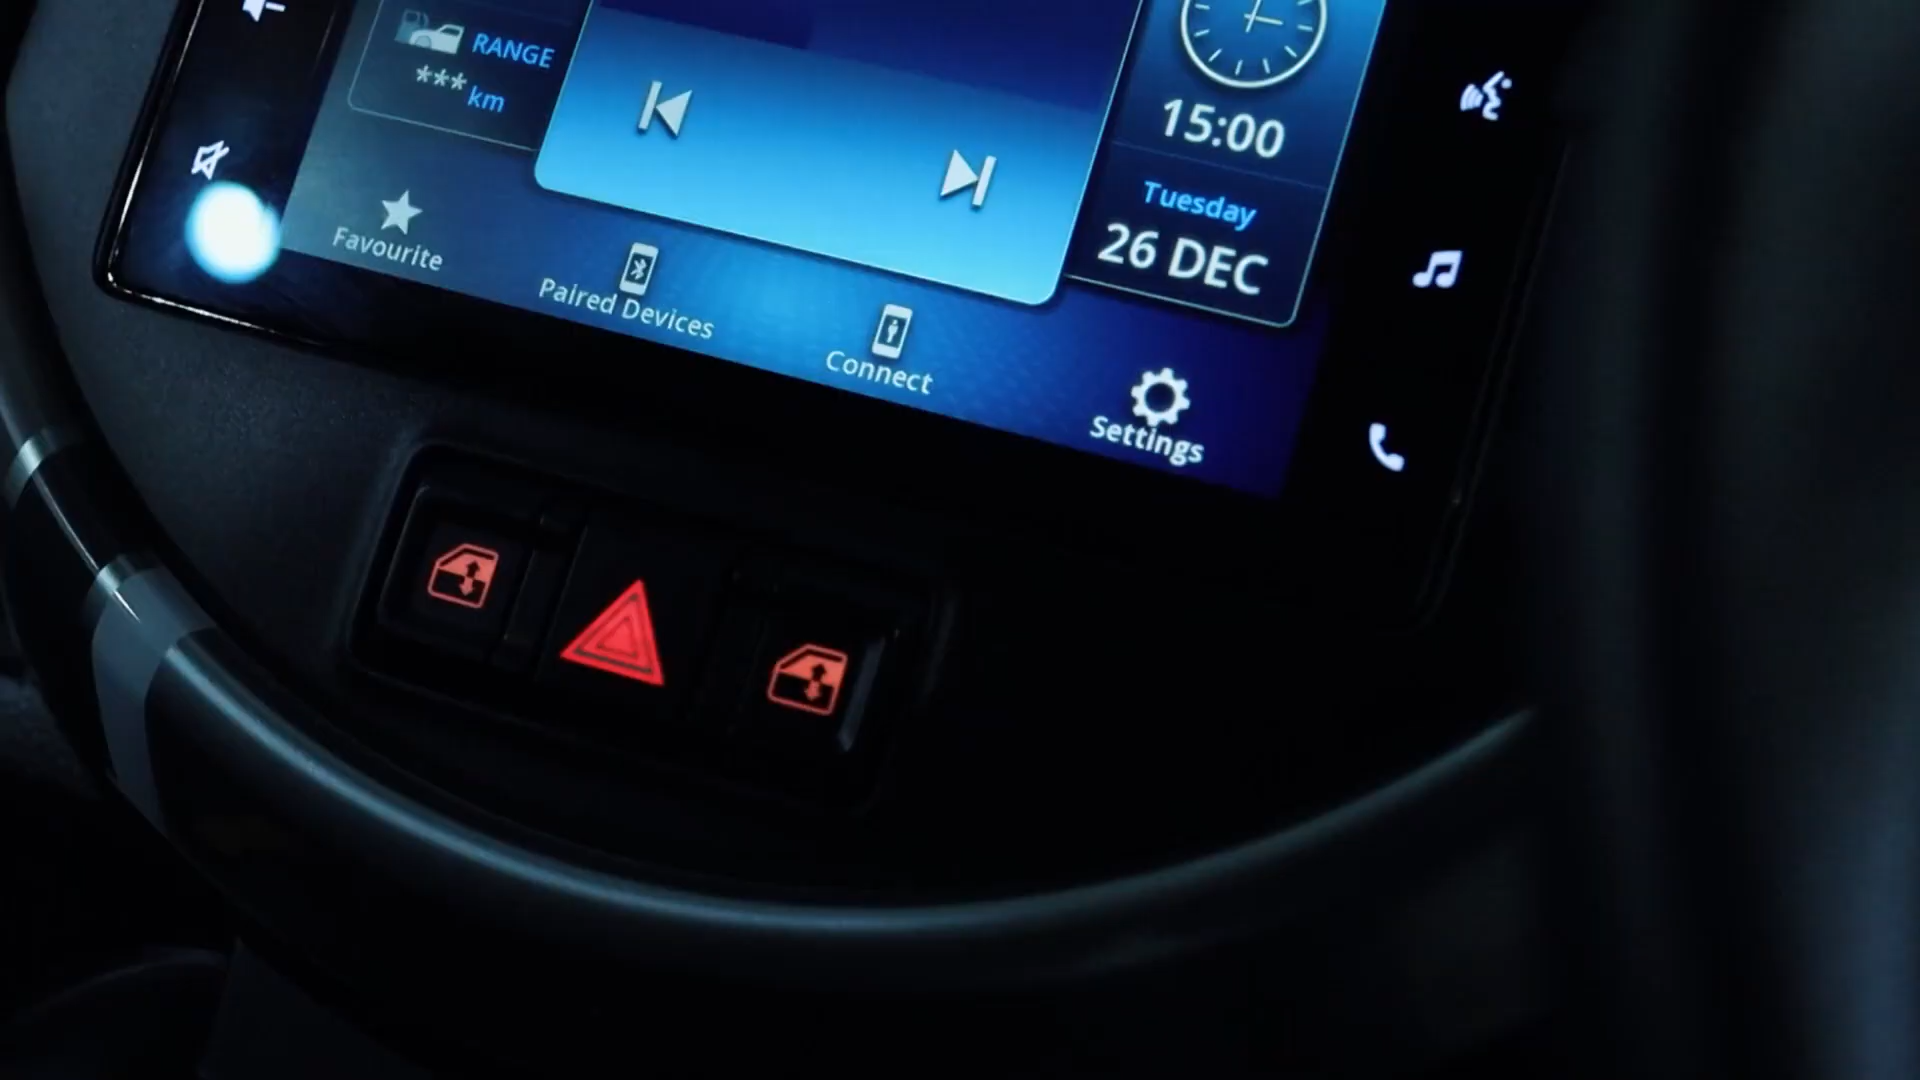 RANGE
*** km
15:00
Tuesday
26 DEC
Favourite
Paired Devices
Connect
Settings